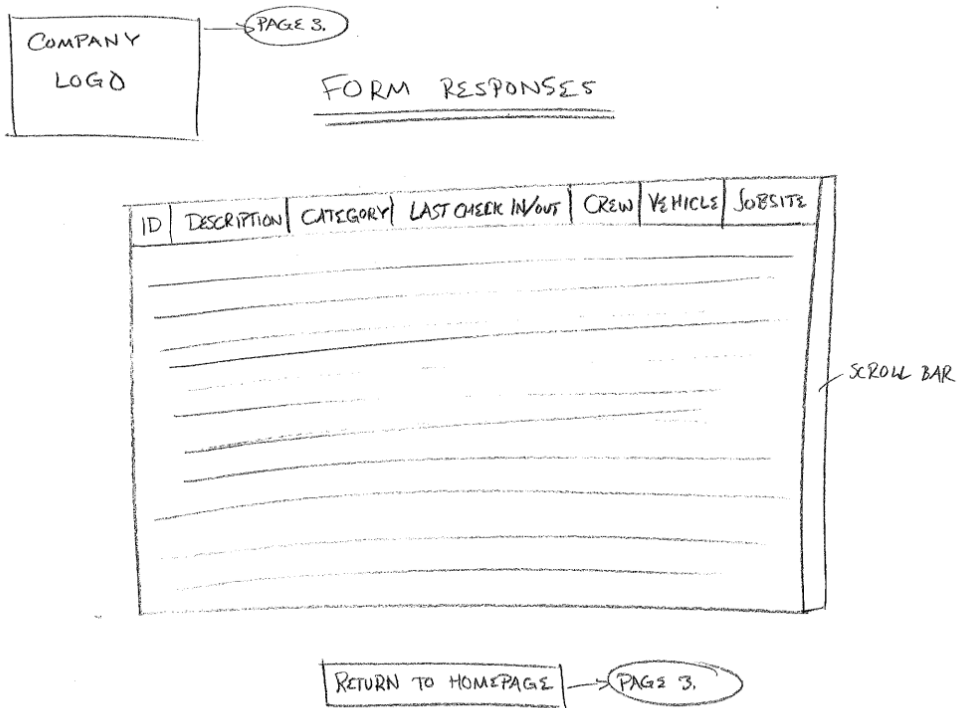 COMPANY
LOGO
PAGE 3.
FORM RESPONSES
ID DESCRIPTION CATEGORY LAST CHECK IN/OUT CREW VEHICLE JOBSITE
SCROLL BAR
RETURN TO HOMEPAGE
PAGE 3.